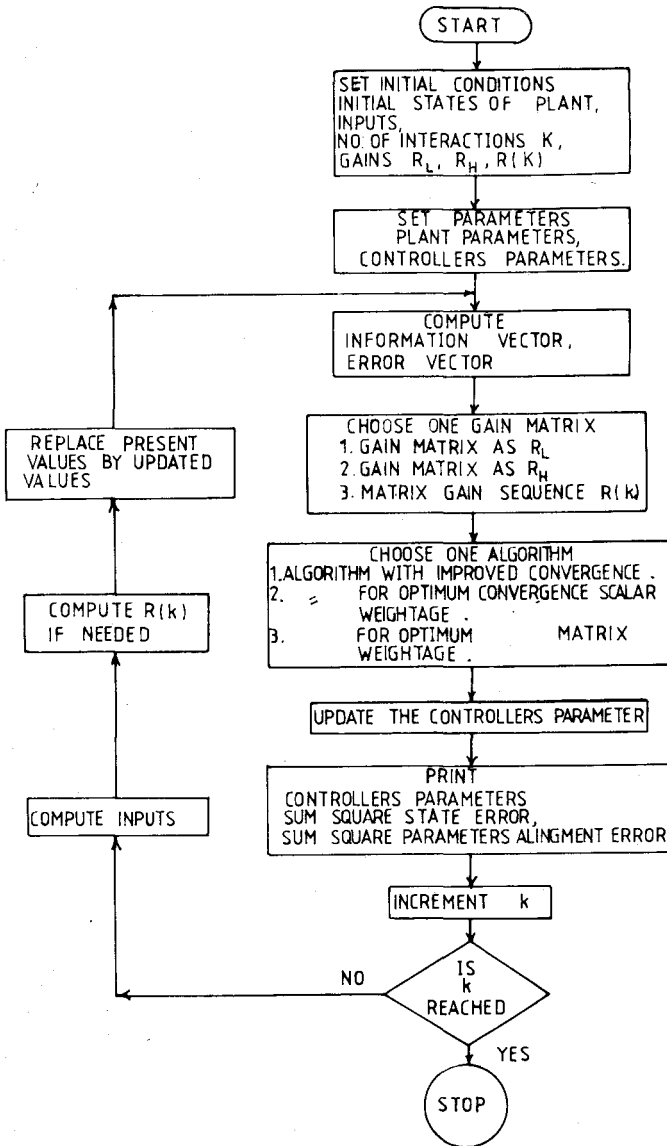 START
SET INITIAL CONDITIONS
INITIAL STATES OF PLANT,
INPUTS,
NO. OF INTERACTIONS K,
GAINS R_L, R_H, R(K)
SET PARAMETERS
PLANT PARAMETERS,
CONTROLLERS PARAMETERS.
COMPUTE
INFORMATION VECTOR,
ERROR VECTOR
CHOOSE ONE GAIN MATRIX
1. GAIN MATRIX AS R_L
2. GAIN MATRIX AS R_H
3. MATRIX GAIN SEQUENCE R(k)
CHOOSE ONE ALGORITHM
1. ALGORITHM WITH IMPROVED CONVERGENCE.
2. = FOR OPTIMUM CONVERGENCE SCALAR
WEIGHTAGE.
3. FOR OPTIMUM MATRIX
WEIGHTAGE.
UPDATE THE CONTROLLERS PARAMETER
PRINT
CONTROLLERS PARAMETERS
SUM SQUARE STATE ERROR,
SUM SQUARE PARAMETERS ALINGMENT ERROR
INCREMENT k
IS
k
REACHED
NO
YES
STOP
COMPUTE INPUTS
COMPUTE R(k)
IF NEEDED
REPLACE PRESENT
VALUES BY UPDATED
VALUES